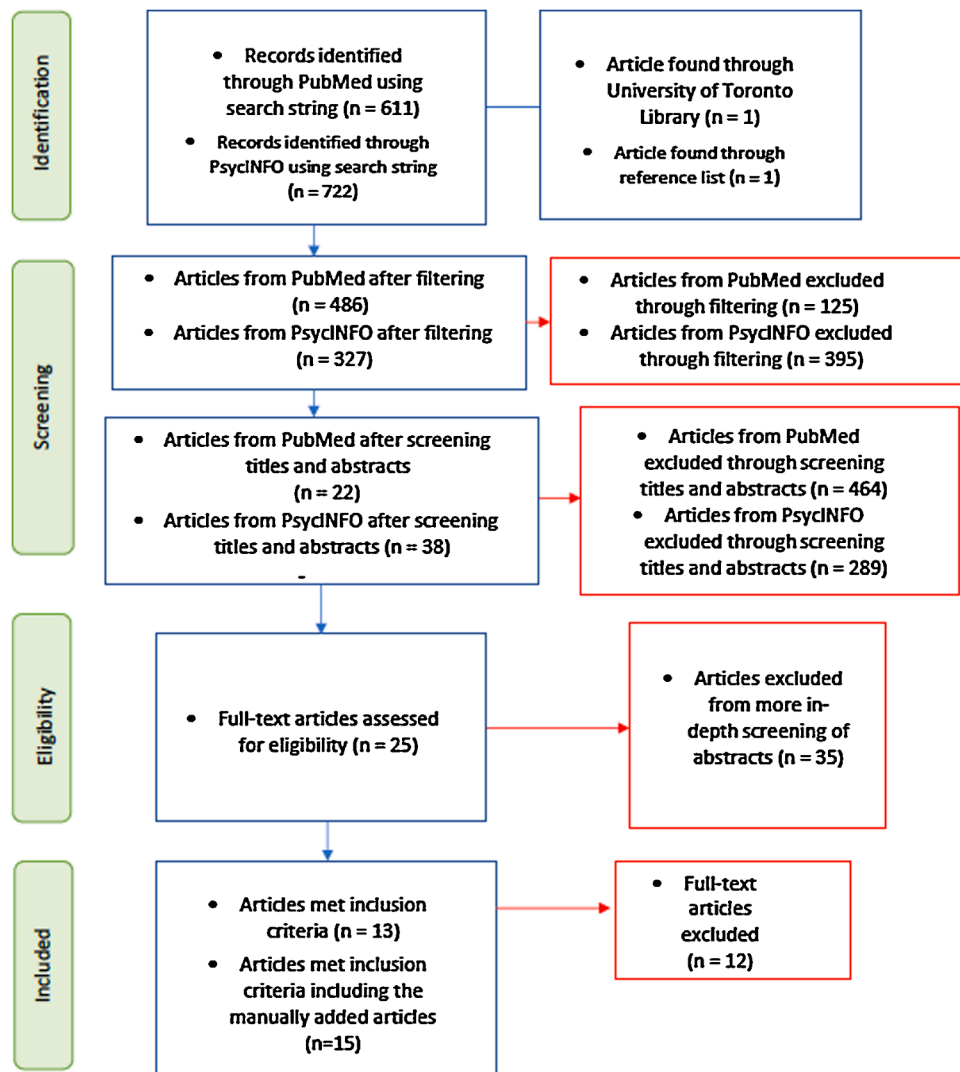 Identification
• Records identified
through PubMed using
search string (n = 611)
• Records identified through
PsycINFO using search string
(n = 722)
• Article found through
University of Toronto
Library (n = 1)
• Article found through
reference list (n = 1)
Screening
• Articles from PubMed after filtering
(n = 486)
• Articles from PsycINFO after filtering
(n = 327)
• Articles from PubMed excluded
through filtering (n = 125)
• Articles from PsycINFO excluded
through filtering (n = 395)
• Articles from PubMed after screening
titles and abstracts
(n = 22)
• Articles from PsycINFO after screening
titles and abstracts (n = 38)
-
• Articles from PubMed
excluded through screening
titles and abstracts (n = 464)
• Articles from PsycINFO
excluded through screening
titles and abstracts (n = 289)
Eligibility
• Full-text articles assessed
for eligibility (n = 25)
• Articles excluded
from more in-
depth screening of
abstracts (n = 35)
Included
• Articles met inclusion
criteria (n = 13)
• Articles met inclusion
criteria including the
manually added articles
(n=15)
• Full-text
articles
excluded
(n = 12)